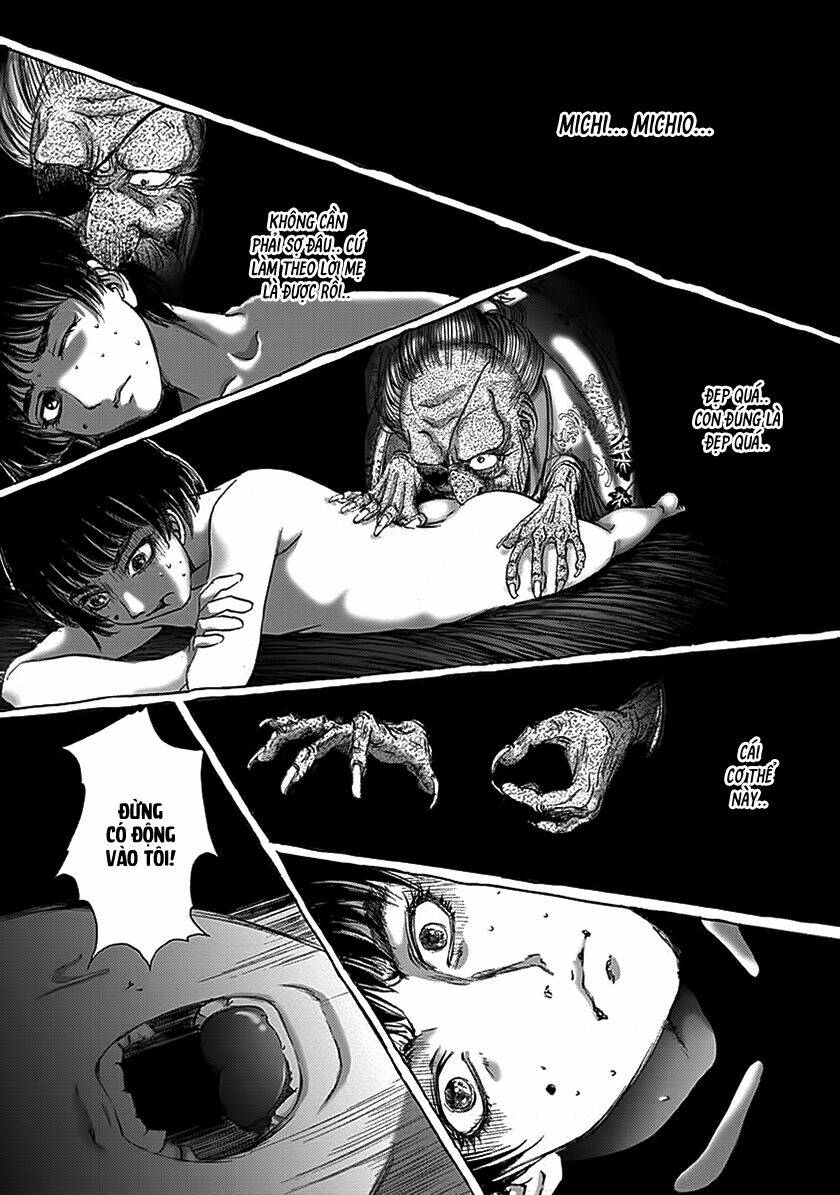 MICHI... MICHIO...
KHÔNG CẦN
PHẢI SỢ ĐÂU.. CỨ
LÀM THEO LỜI MẸ
LÀ ĐƯỢC RỒI..
ĐẸP QUÁ..
CON ĐÚNG LÀ
ĐẸP QUÁ..
CÁI
CƠ THỂ
NÀY..
ĐỪNG
CÓ ĐỘNG
VÀO TÔI!